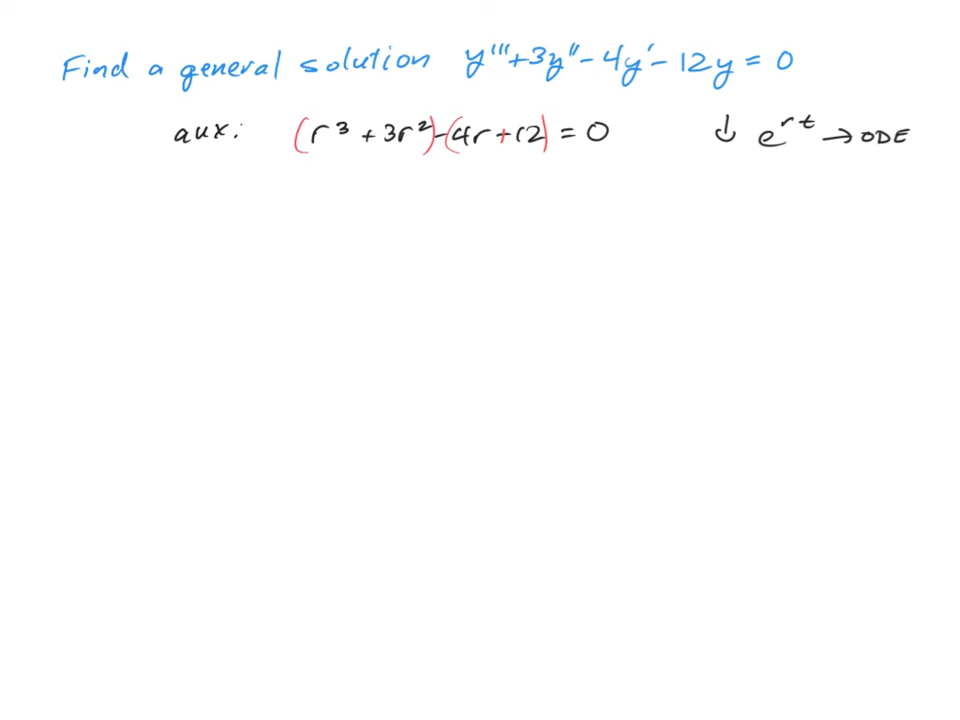 Find a general solution y''' + 3y'' - 4y' - 12y = 0
aux: (r³ + 3r²) - (4r + 12) = 0 ↓ e^{rt} → ODE